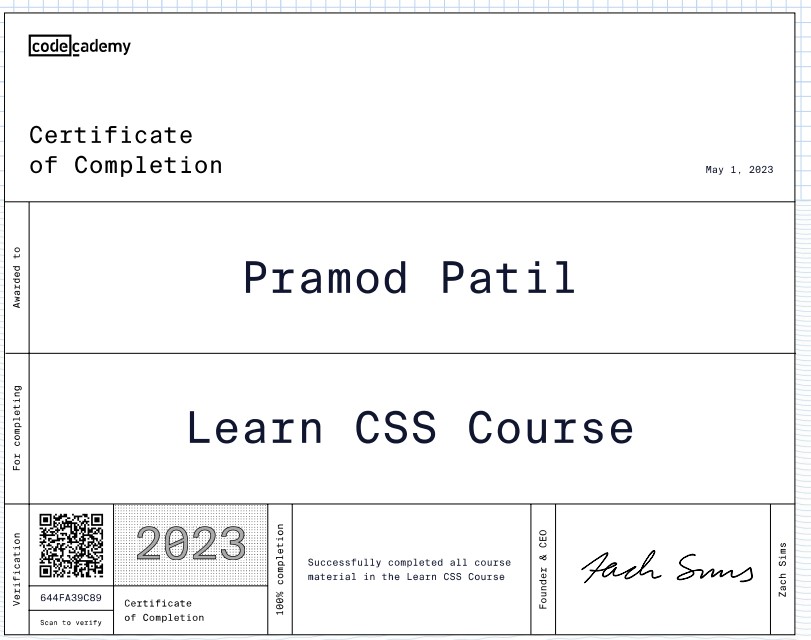 codecademy
Certificate
of Completion
May 1, 2023
Awarded to
Pramod Patil
For completing
Learn CSS Course
Verification
644FA39C89
Scan to verify
2023
Certificate
of Completion
100% completion
Successfully completed all course
material in the Learn CSS Course
Founder & CEO
Zach Sims
Zach Sims